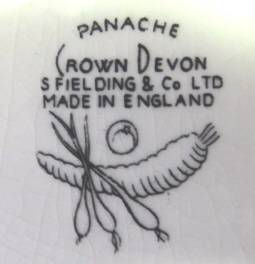 PANACHE
CROWN DEVON
S FIELDING & Co LTD
MADE IN ENGLAND